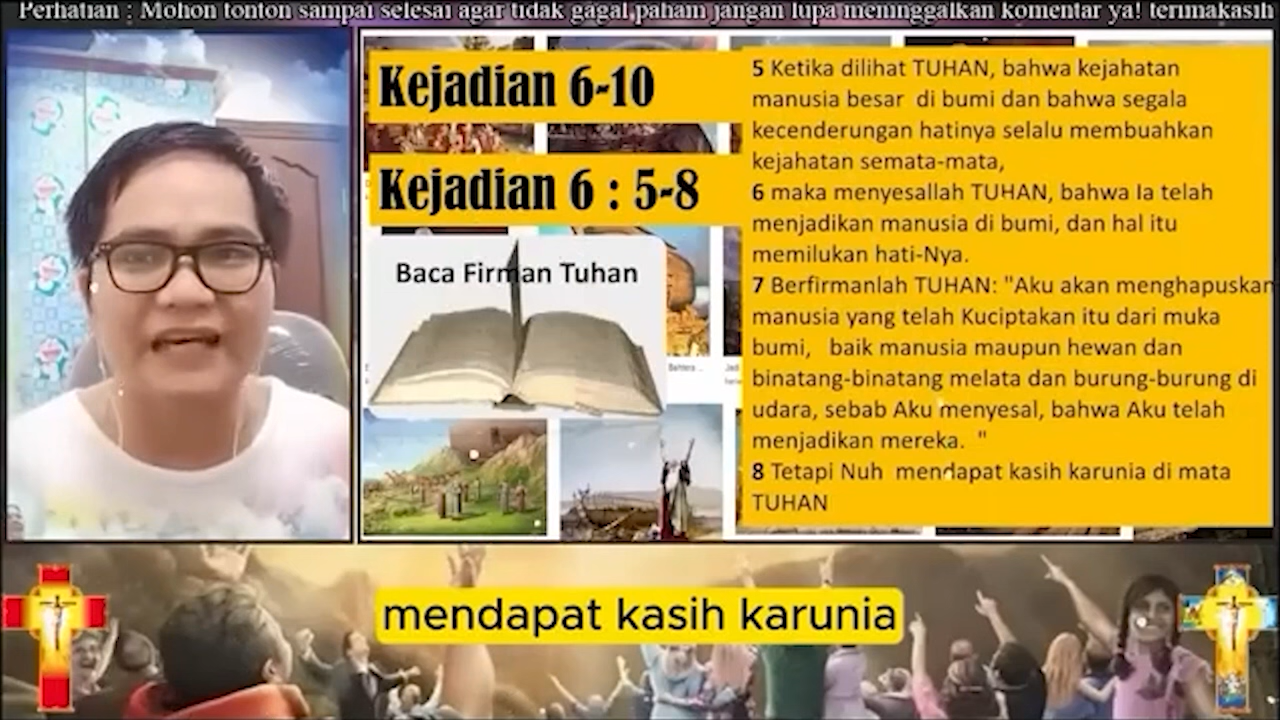 Perhatian : Mohon tonton sampai selesai agar tidak gagal paham jangan lupa meninggalkan komentar ya! terimakasih
Kejadian 6-10
Kejadian 6 : 5-8
Baca Firman Tuhan
5 Ketika dilihat TUHAN, bahwa kejahatan
manusia besar di bumi dan bahwa segala
kecenderungan hatinya selalu membuahkan
kejahatan semata-mata,
6 maka menyesallah TUHAN, bahwa Ia telah
menjadikan manusia di bumi, dan hal itu
memilukan hati-Nya.
7 Berfirmanlah TUHAN: "Aku akan menghapuskan
manusia yang telah Kuciptakan itu dari muka
bumi, baik manusia maupun hewan dan
binatang-binatang melata dan burung-burung di
udara, sebab Aku menyesal, bahwa Aku telah
menjadikan mereka. "
8 Tetapi Nuh mendapat kasih karunia di mata
TUHAN
mendapat kasih karunia